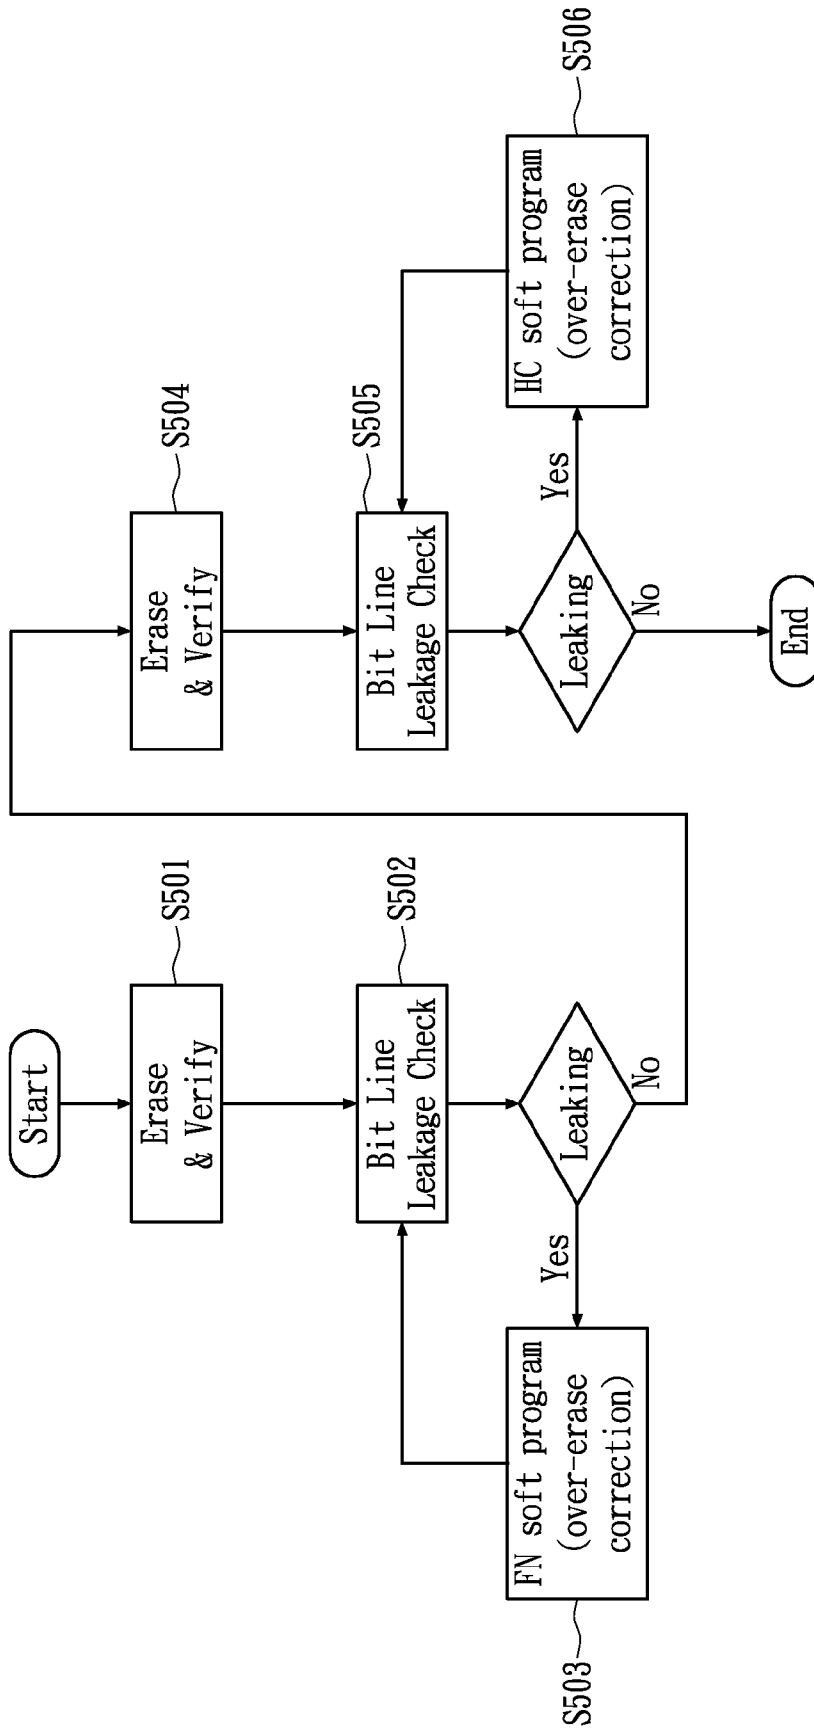 Start
Erase
& Verify
S501
Bit Line
Leakage Check
S502
Leaking
Yes
No
FN soft program
(over-erase
correction)
S503
Erase
& Verify
S504
Bit Line
Leakage Check
S505
Leaking
Yes
No
HC soft program
(over-erase
correction)
S506
End